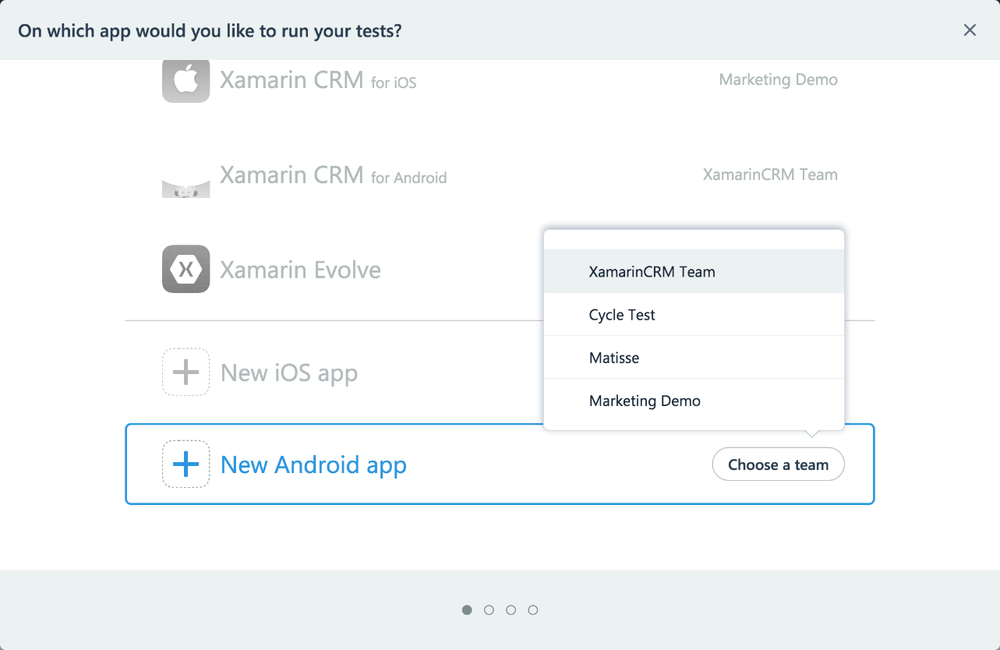 On which app would you like to run your tests?
Xamarin CRM for iOS
Marketing Demo
Xamarin CRM for Android
XamarinCRM Team
Xamarin Evolve
XamarinCRM Team
Cycle Test
Matisse
Marketing Demo
New iOS app
New Android app
Choose a team